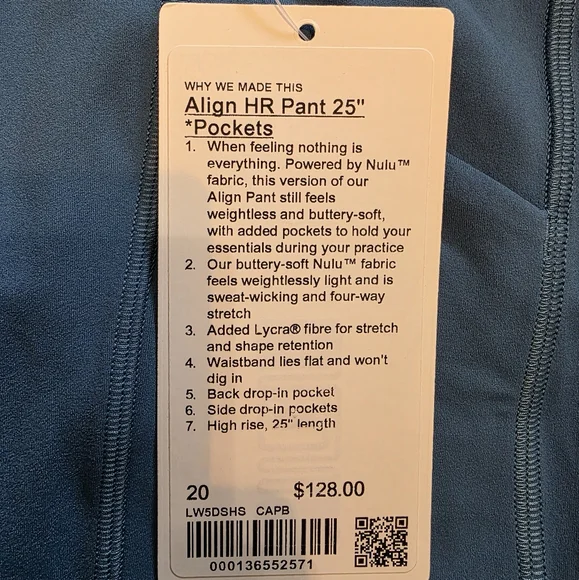 WHY WE MADE THIS
Align HR Pant 25"
*Pockets
1. When feeling nothing is
everything. Powered by Nulu™
fabric, this version of our
Align Pant still feels
weightless and buttery-soft,
with added pockets to hold your
essentials during your practice
2. Our buttery-soft Nulu™ fabric
feels weightlessly light and is
sweat-wicking and four-way
stretch
3. Added Lycra® fibre for stretch
and shape retention
4. Waistband lies flat and won't
dig in
5. Back drop-in pocket
6. Side drop-in pockets
7. High rise, 25" length
20 $128.00
LW5DSHS CAPB
000136552571